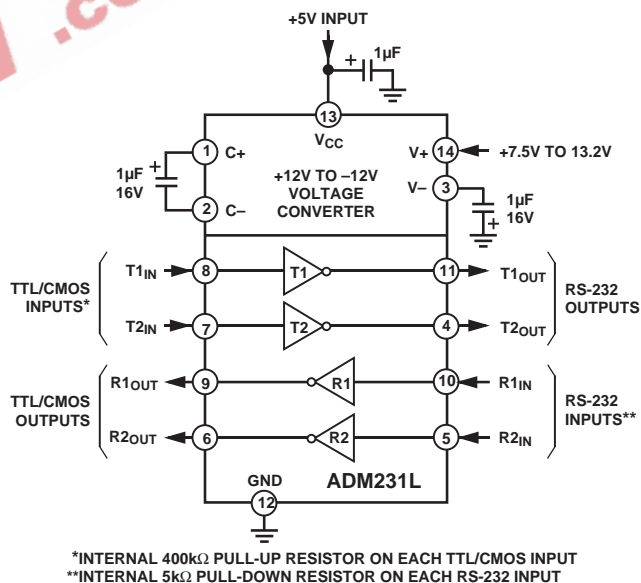 .co
+5V INPUT
+ 1µF
13
VCC
1 C+
V+ 14 +7.5V TO 13.2V
1µF +
16V
+12V TO –12V
VOLTAGE
CONVERTER
V– 3
2 C–
1µF
16V
+
TTL/CMOS
INPUTS*
T1IN 8 T1 11 T1OUT
T2IN 7 T2 4 T2OUT
RS-232
OUTPUTS
TTL/CMOS
OUTPUTS
R1OUT 9 R1 10 R1IN
R2OUT 6 R2 5 R2IN
RS-232
INPUTS**
GND
12
ADM231L
*INTERNAL 400kΩ PULL-UP RESISTOR ON EACH TTL/CMOS INPUT
**INTERNAL 5kΩ PULL-DOWN RESISTOR ON EACH RS-232 INPUT